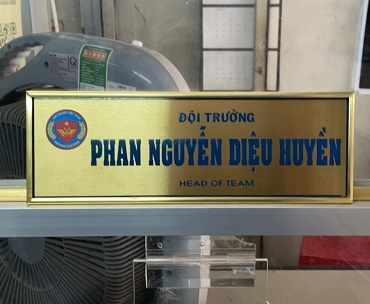 ĐỘI TRƯỞNG
PHAN NGUYỄN DIỆU HUYỀN
HEAD OF TEAM